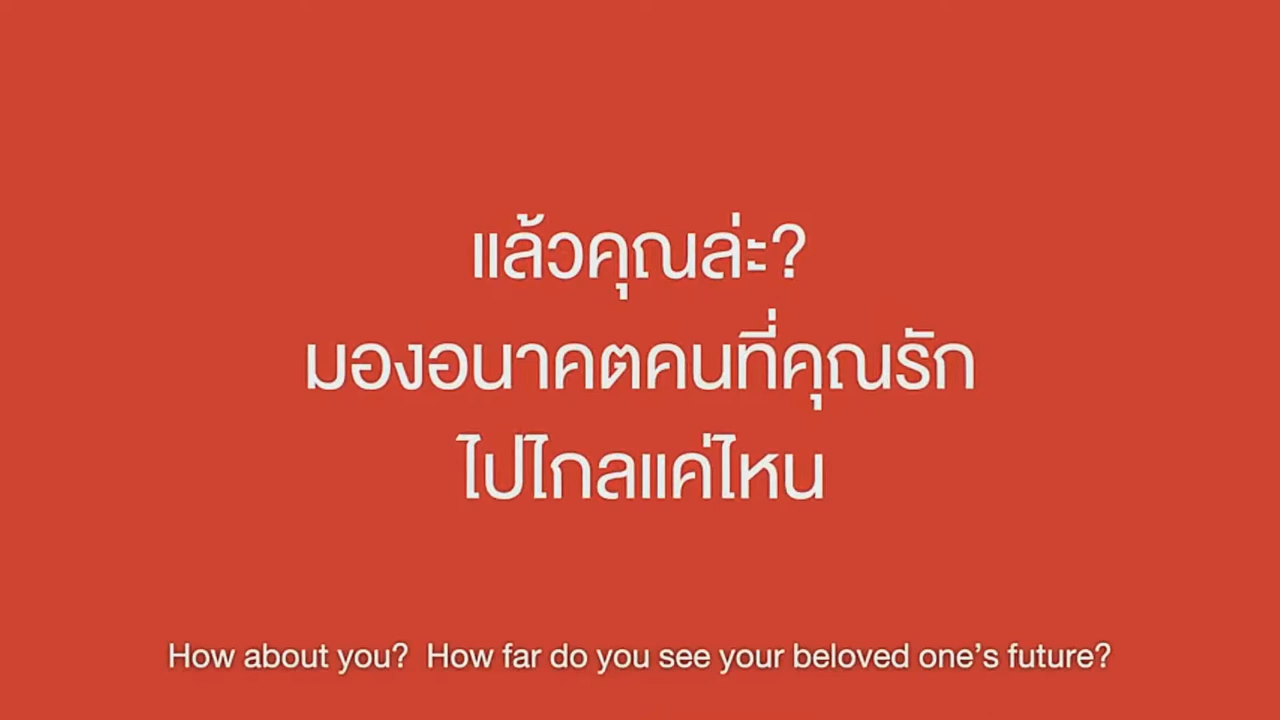 แล้วคุณล่ะ?
มองอนาคตคนที่คุณรัก
ไปไกลแค่ไหน
How about you?  How far do you see your beloved one's future?